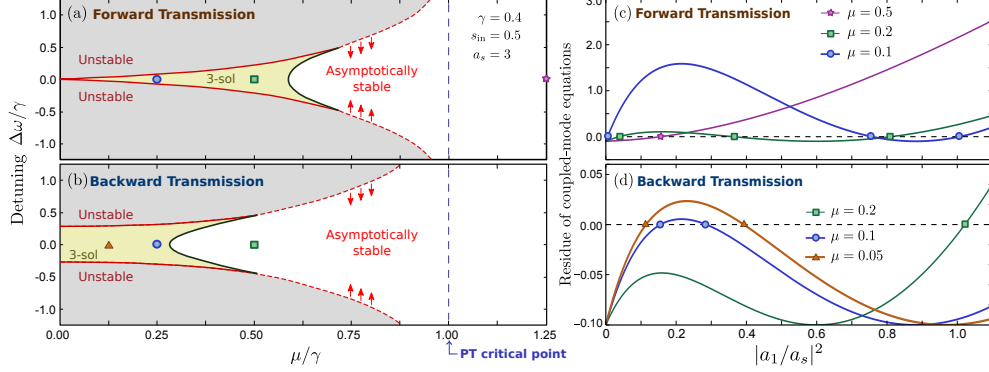 (a) Forward Transmission
1.0
0.5
0.0
-0.5
-1.0
Unstable
Unstable
3-sol
Asymptotically
stable
γ = 0.4
s_in = 0.5
a_s = 3
Detuning Δω/γ
(b) Backward Transmission
1.0
0.5
0.0
-0.5
-1.0
Unstable
3-sol
Unstable
Asymptotically
stable
0.00 0.25 0.50 0.75 1.00 1.25
μ/γ
PT critical point
(c) Forward Transmission
3.0
2.0
1.0
0.0
μ = 0.5
μ = 0.2
μ = 0.1
Residue of coupled-mode equations
(d) Backward Transmission
0.05
0.00
−0.05
−0.10
μ = 0.2
μ = 0.1
μ = 0.05
0 0.2 0.4 0.6 0.8 1.0
|a₁/a_s|²